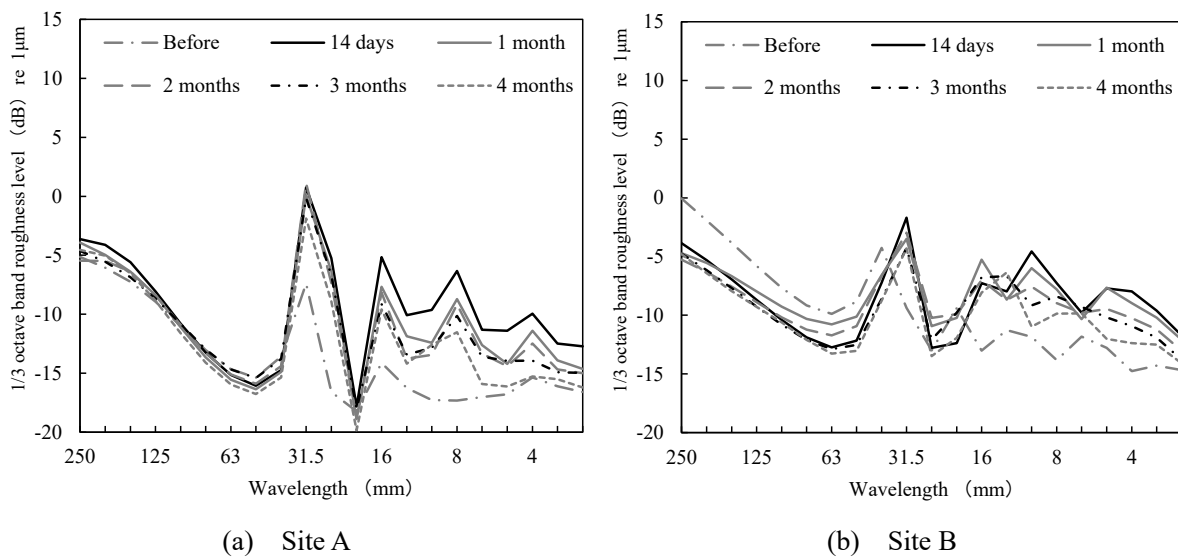 1/3 octave band roughness level （dB） re 1μm
15
10
5
0
-5
-10
-15
-20
Before
14 days
1 month
2 months
3 months
4 months
250
125
63
31.5
16
8
4
Wavelength （mm）
(a) Site A
1/3 octave band roughness level （dB） re 1μm
15
10
5
0
-5
-10
-15
-20
Before
14 days
1 month
2 months
3 months
4 months
250
125
63
31.5
16
8
4
Wavelength （mm）
(b) Site B